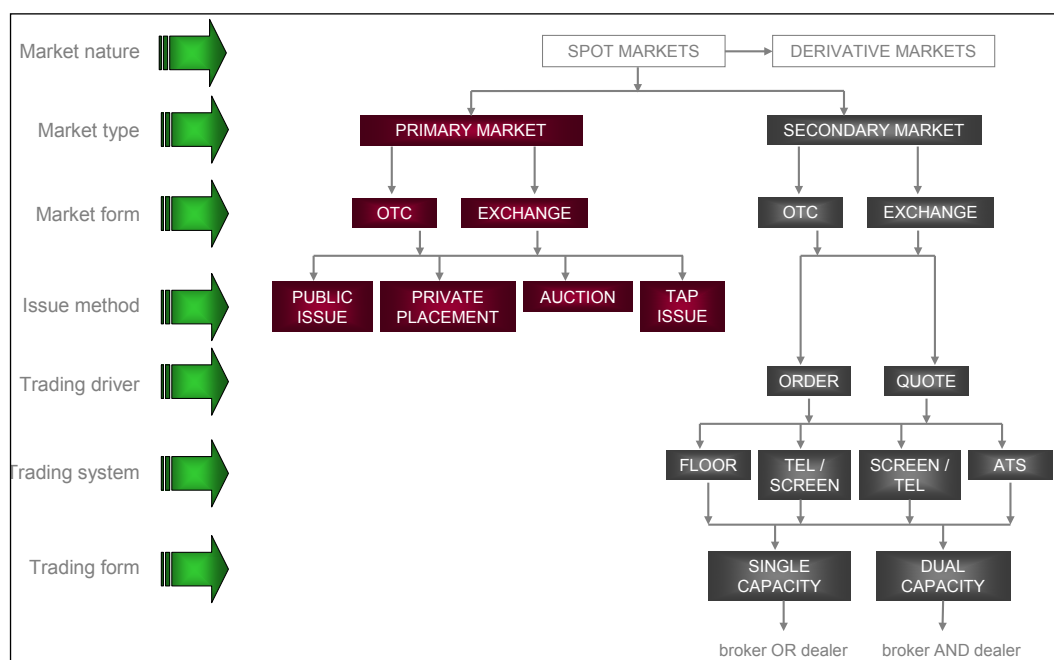 Market nature
SPOT MARKETS
DERIVATIVE MARKETS
Market type
PRIMARY MARKET
SECONDARY MARKET
Market form
OTC
EXCHANGE
OTC
EXCHANGE
Issue method
PUBLIC
ISSUE
PRIVATE
PLACEMENT
AUCTION
TAP
ISSUE
Trading driver
ORDER
QUOTE
Trading system
FLOOR
TEL /
SCREEN
SCREEN /
TEL
ATS
Trading form
SINGLE
CAPACITY
DUAL
CAPACITY
broker OR dealer
broker AND dealer